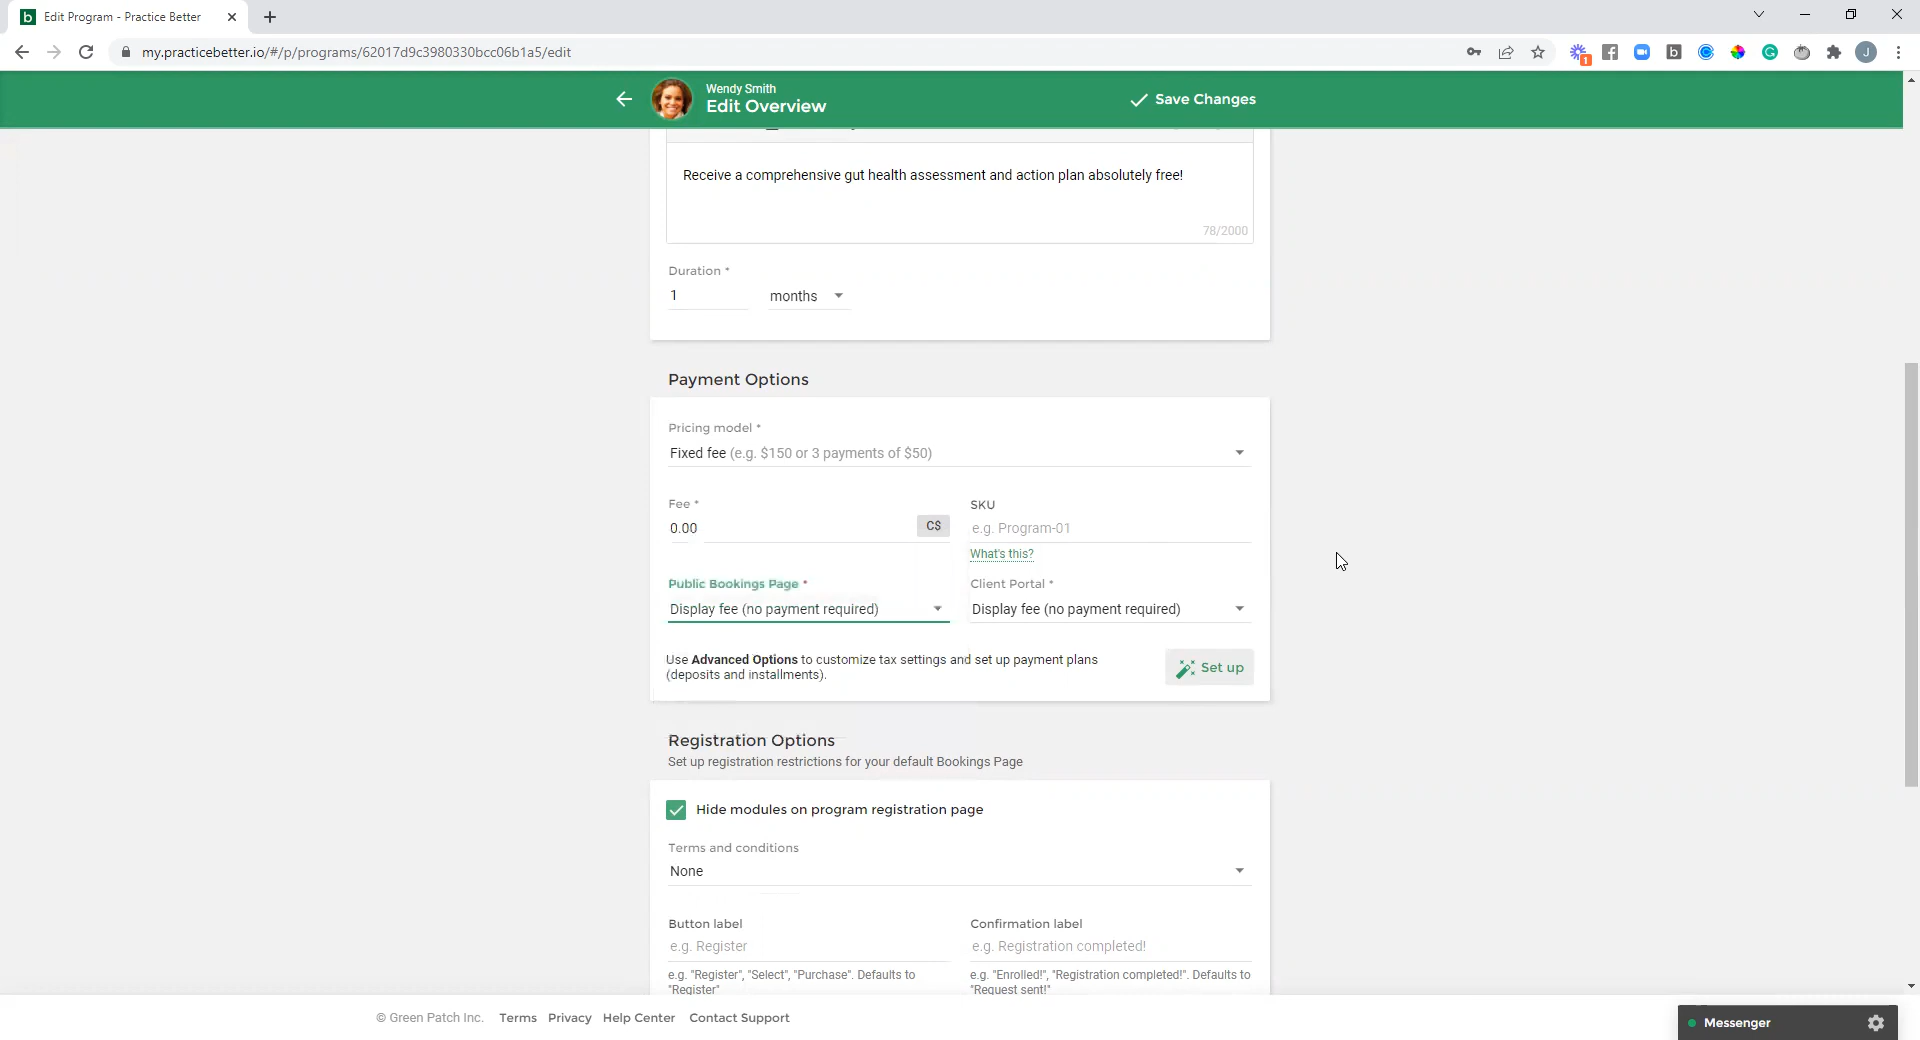 Edit Program - Practice Better
my.practicebetter.io/#/p/programs/62017d9c3980330bcc06b1a5/edit
1
J
Wendy Smith
Edit Overview
Save Changes
Receive a comprehensive gut health assessment and action plan absolutely free!
78/2000
Duration *
1 months
Payment Options
Pricing model *
Fixed fee (e.g. $150 or 3 payments of $50)
Fee * SKU
0.00 C$ e.g. Program-01
What's this?
Public Bookings Page * Client Portal *
Display fee (no payment required) Display fee (no payment required)
Use Advanced Options to customize tax settings and set up payment plans
(deposits and installments).
Set up
Registration Options
Set up registration restrictions for your default Bookings Page
Hide modules on program registration page
Terms and conditions
None
Button label Confirmation label
e.g. Register e.g. Registration completed!
e.g. "Register", "Select", "Purchase". Defaults to e.g. "Enrolled!", "Registration completed!". Defaults to
"Register" "Request sent!"
© Green Patch Inc. Terms Privacy Help Center Contact Support
Messenger